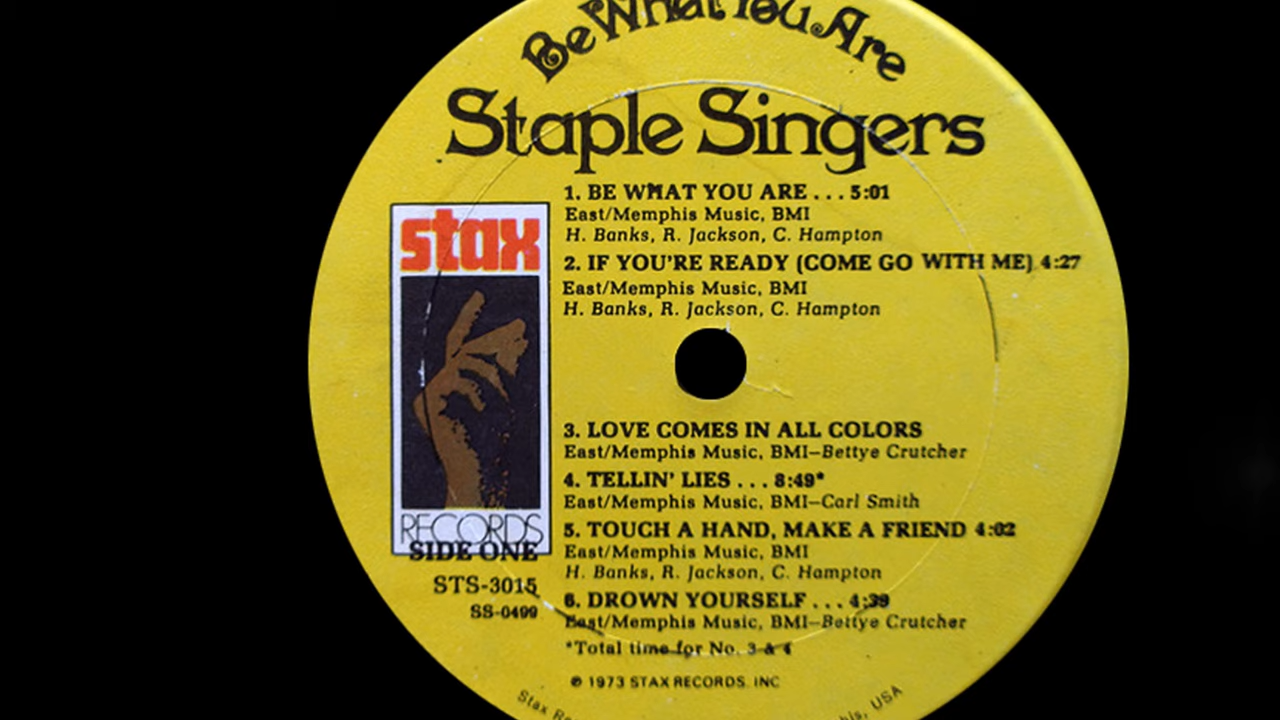 Be What You Are
Staple Singers
1. BE WHAT YOU ARE . . . 5:01
East/Memphis Music, BMI
H. Banks, R. Jackson, C. Hampton
2. IF YOU'RE READY (COME GO WITH ME) 4:27
East/Memphis Music, BMI
H. Banks, R. Jackson, C. Hampton
stax
RECORDS
SIDE ONE
STS-3015
SS-0499
3. LOVE COMES IN ALL COLORS
East/Memphis Music, BMI—Bettye Crutcher
4. TELLIN' LIES . . . 8:49*
East/Memphis Music, BMI—Carl Smith
5. TOUCH A HAND, MAKE A FRIEND 4:02
East/Memphis Music, BMI
H. Banks, R. Jackson, C. Hampton
6. DROWN YOURSELF . . . 4:39
East/Memphis Music, BMI—Bettye Crutcher
*Total time for No. 3 & 4
℗ 1973 STAX RECORDS. INC
Stax USA